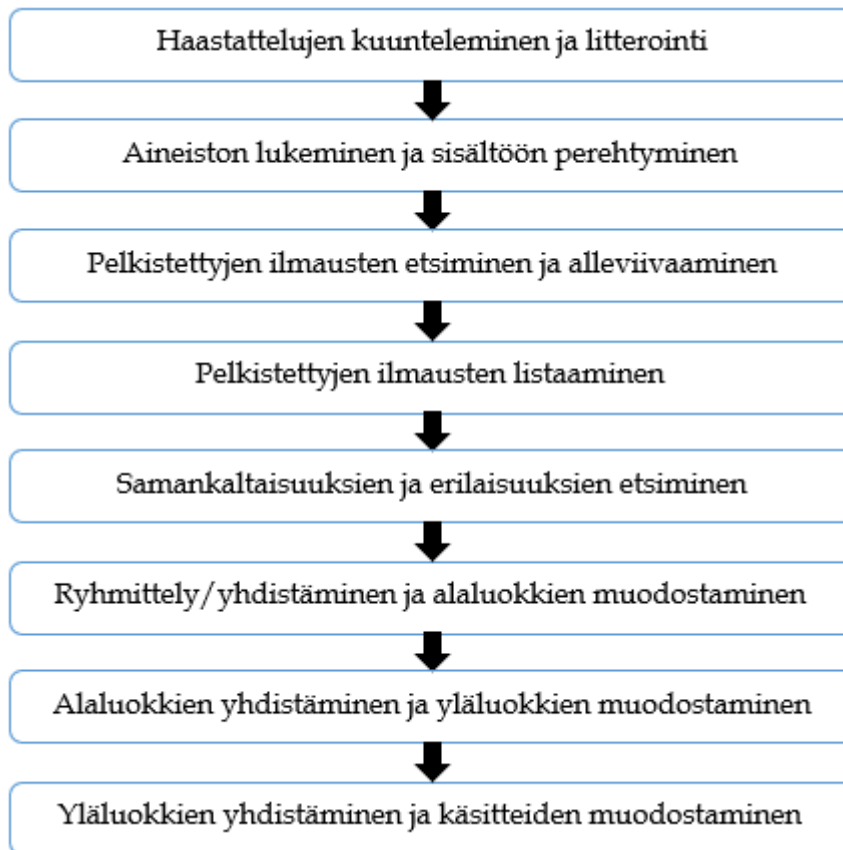 Haastattelujen kuunteleminen ja litterointi
Aineiston lukeminen ja sisältöön perehtyminen
Pelkistettyjen ilmausten etsiminen ja alleviivaaminen
Pelkistettyjen ilmausten listaaminen
Samankaltaisuuksien ja erilaisuuksien etsiminen
Ryhmittely/yhdistäminen ja alaluokkien muodostaminen
Alaluokkien yhdistäminen ja yläluokkien muodostaminen
Yläluokkien yhdistäminen ja käsitteiden muodostaminen